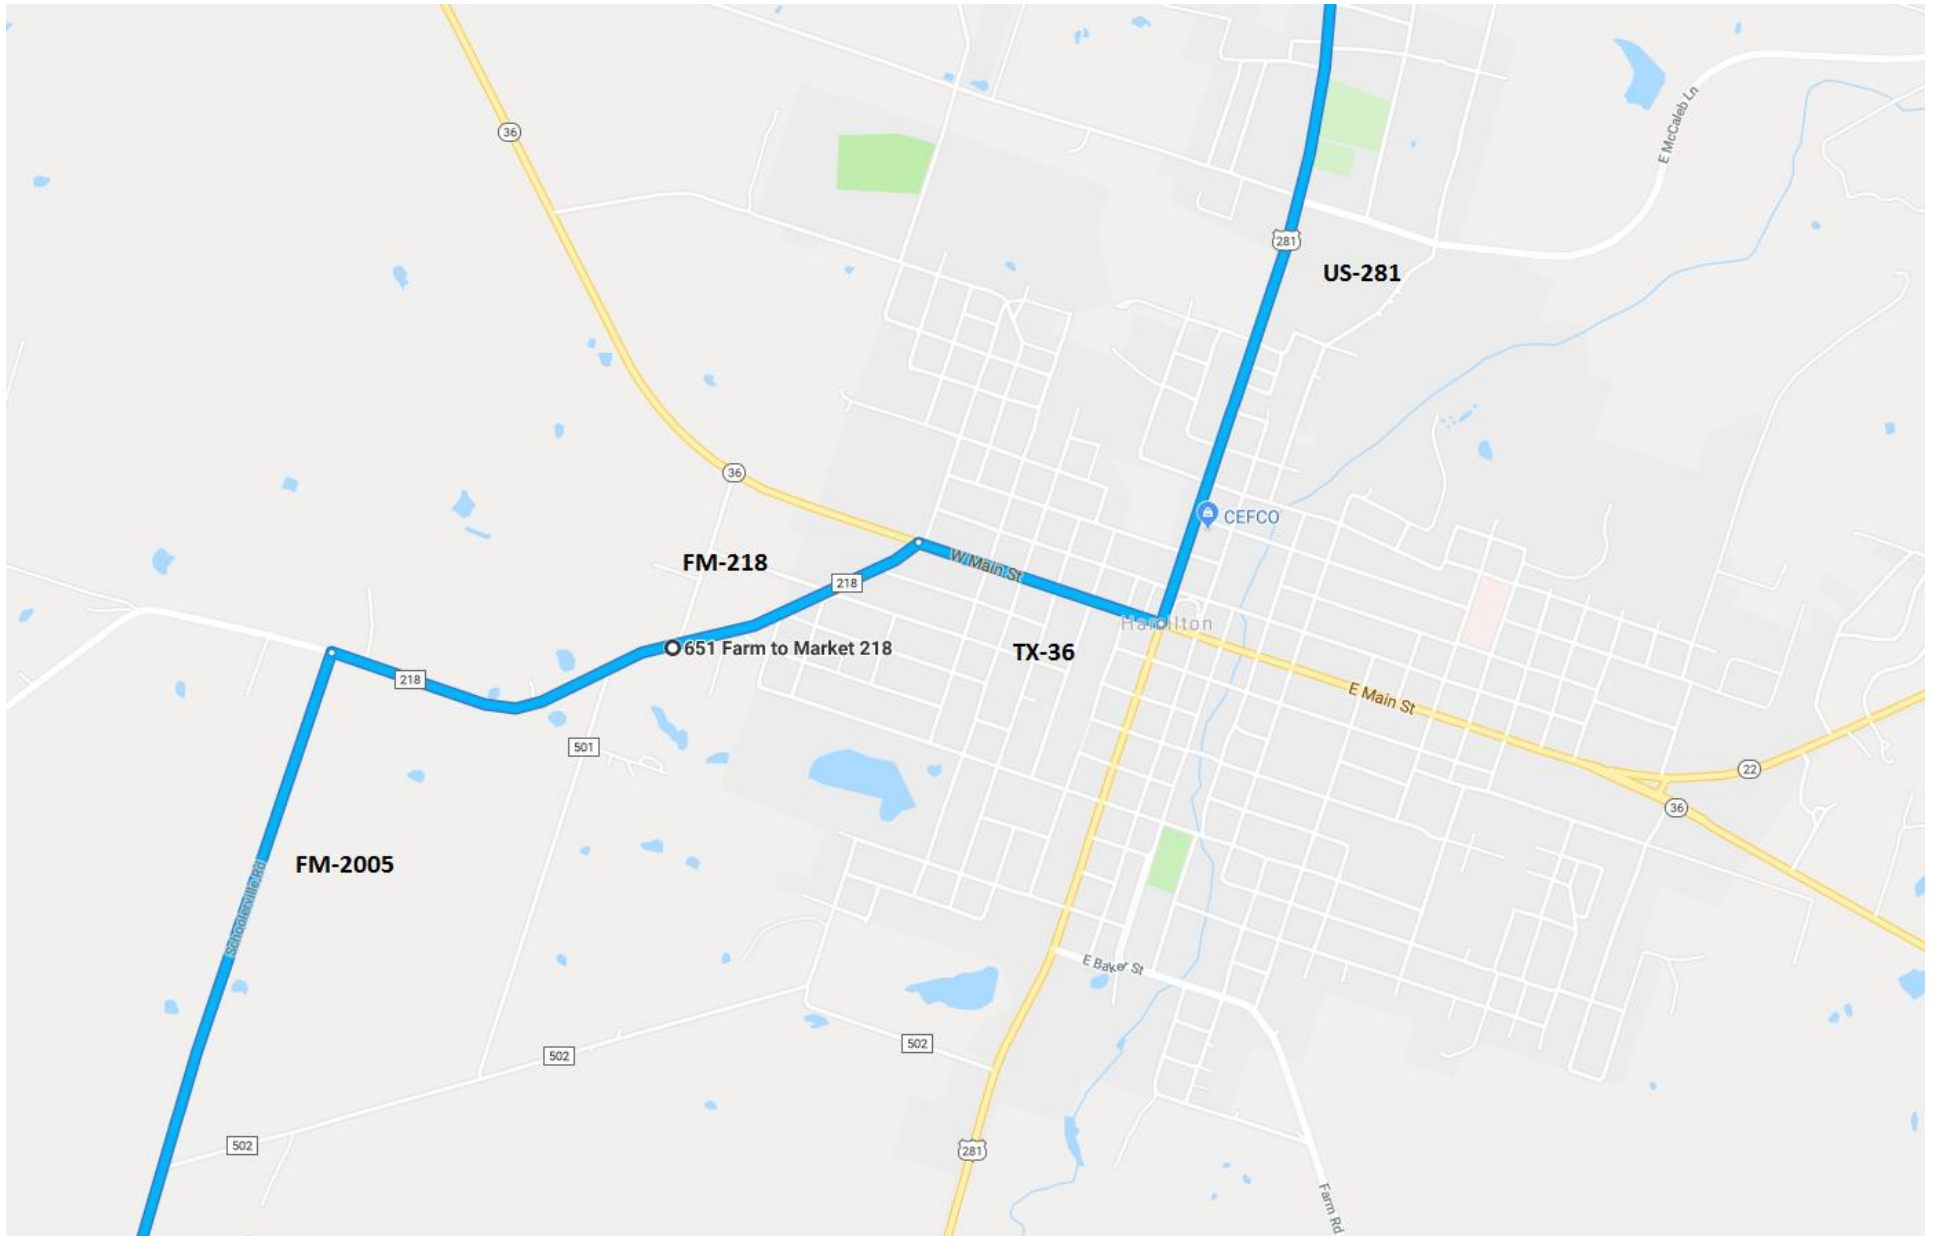 36
E McCaleb Ln
281
US-281
36
CEFCO
FM-218
W Main St
218
Hamilton
651 Farm to Market 218
TX-36
218
E Main St
501
22
36
FM-2005
Schoolerville Rd
E Baker St
502
502
502
281
Farm Rd